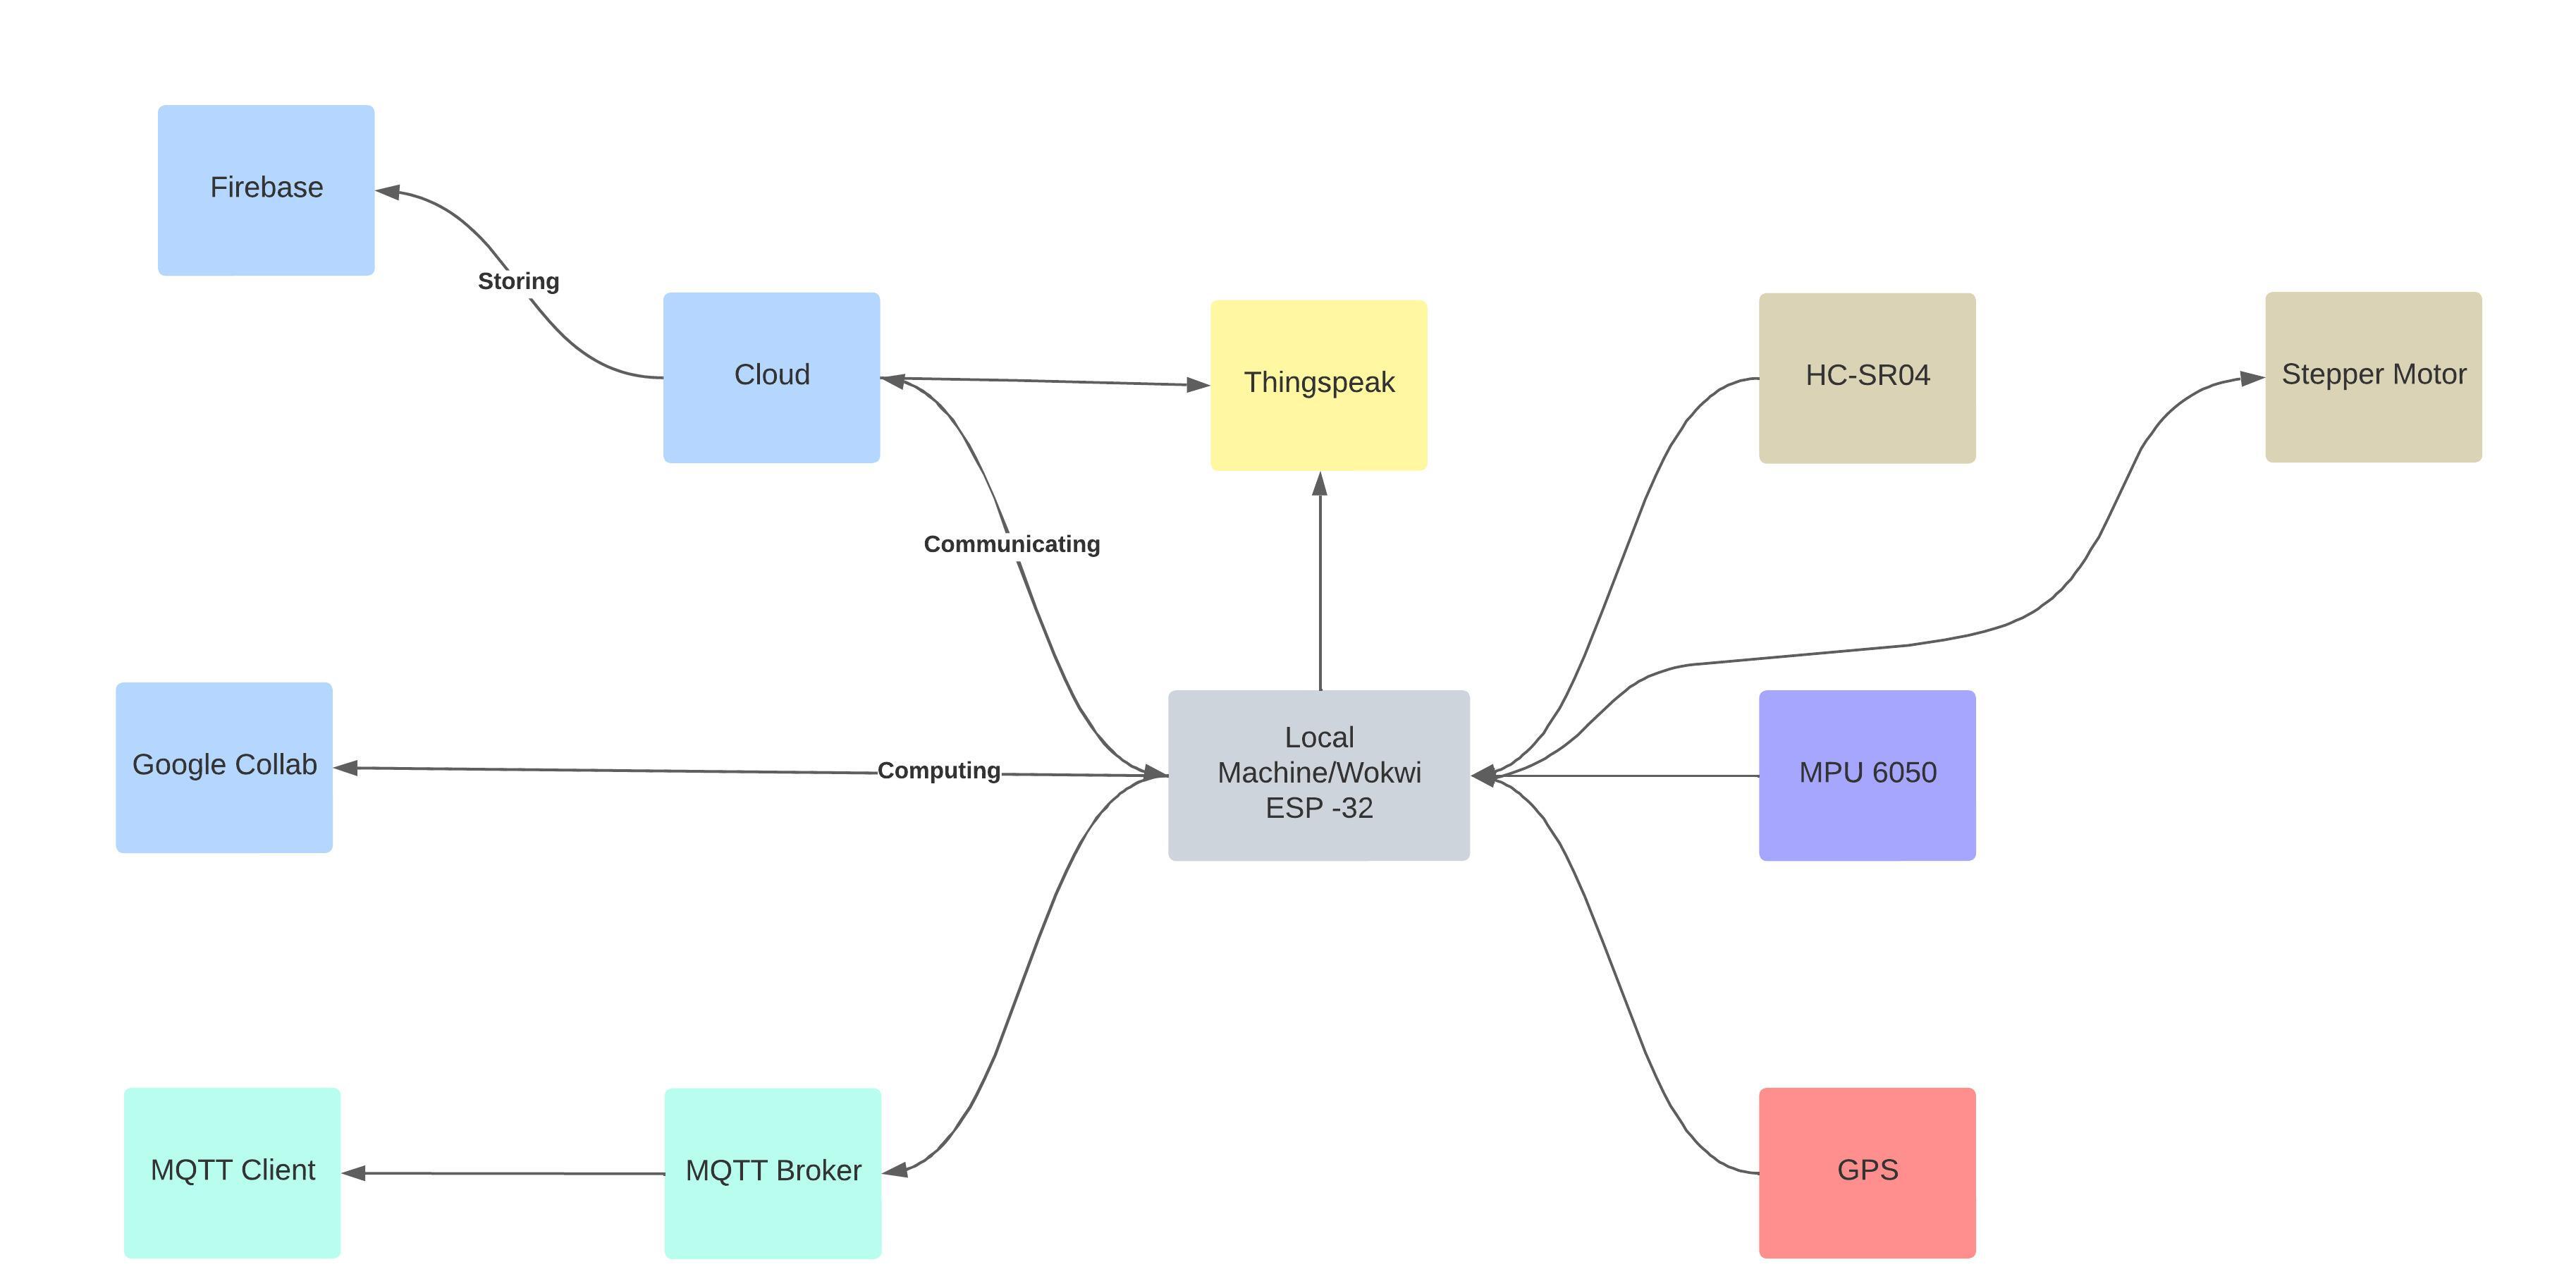 Firebase
Storing
Cloud
Thingspeak
HC-SR04
Stepper Motor
Communicating
Google Collab
Computing
Local
Machine/Wokwi
ESP -32
MPU 6050
MQTT Client
MQTT Broker
GPS